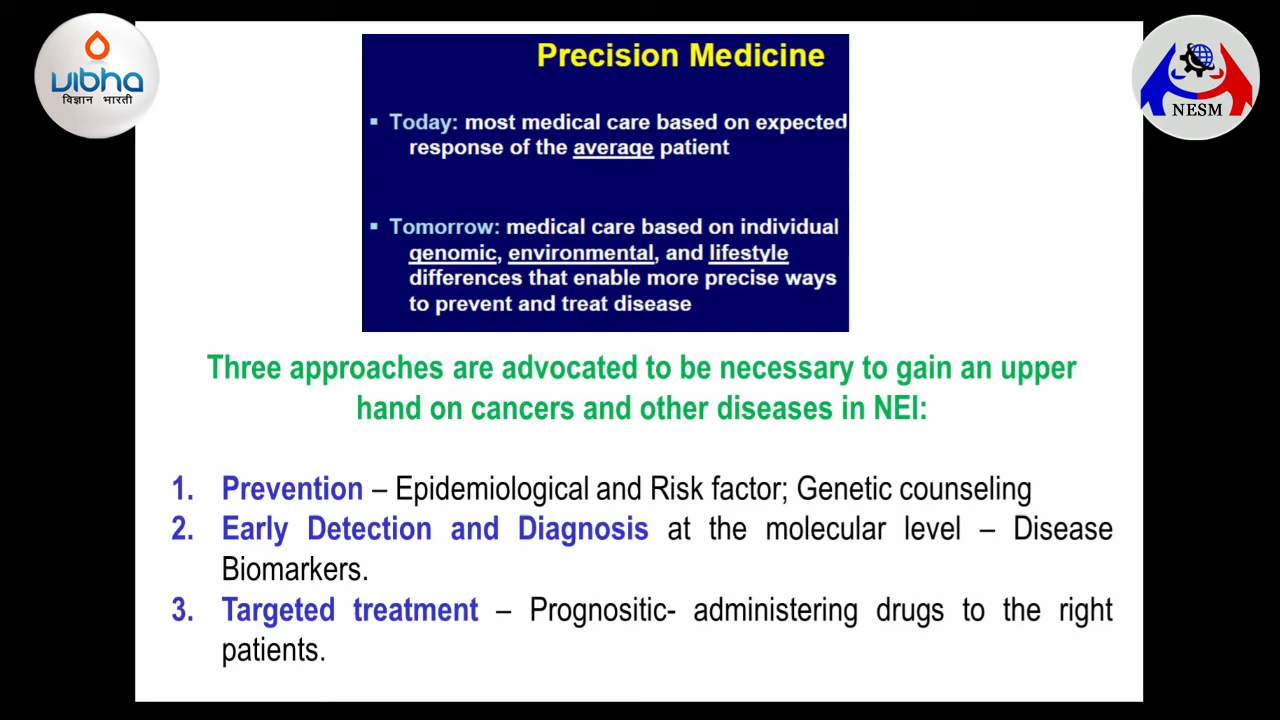 vibha
विज्ञान भारती
NESM
Precision Medicine
▪ Today: most medical care based on expected
response of the average patient
▪ Tomorrow: medical care based on individual
genomic, environmental, and lifestyle
differences that enable more precise ways
to prevent and treat disease
Three approaches are advocated to be necessary to gain an upper
hand on cancers and other diseases in NEI:
1. Prevention – Epidemiological and Risk factor; Genetic counseling
2. Early Detection and Diagnosis at the molecular level – Disease
Biomarkers.
3. Targeted treatment – Prognositic- administering drugs to the right
patients.